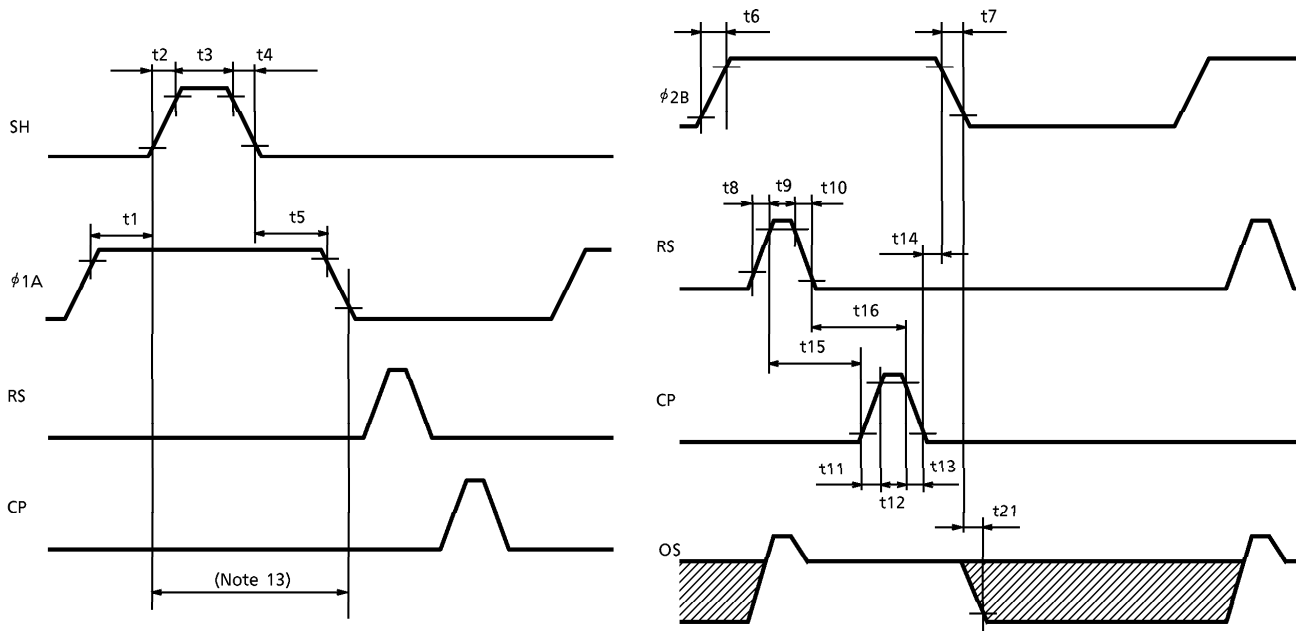 t2 t3 t4
SH
t1 t5
ϕ1A
RS
CP
(Note 13)
t6 t7
ϕ2B
t8 t9 t10
RS
t14
t16
t15
CP
t11 t13
t12
t21
OS